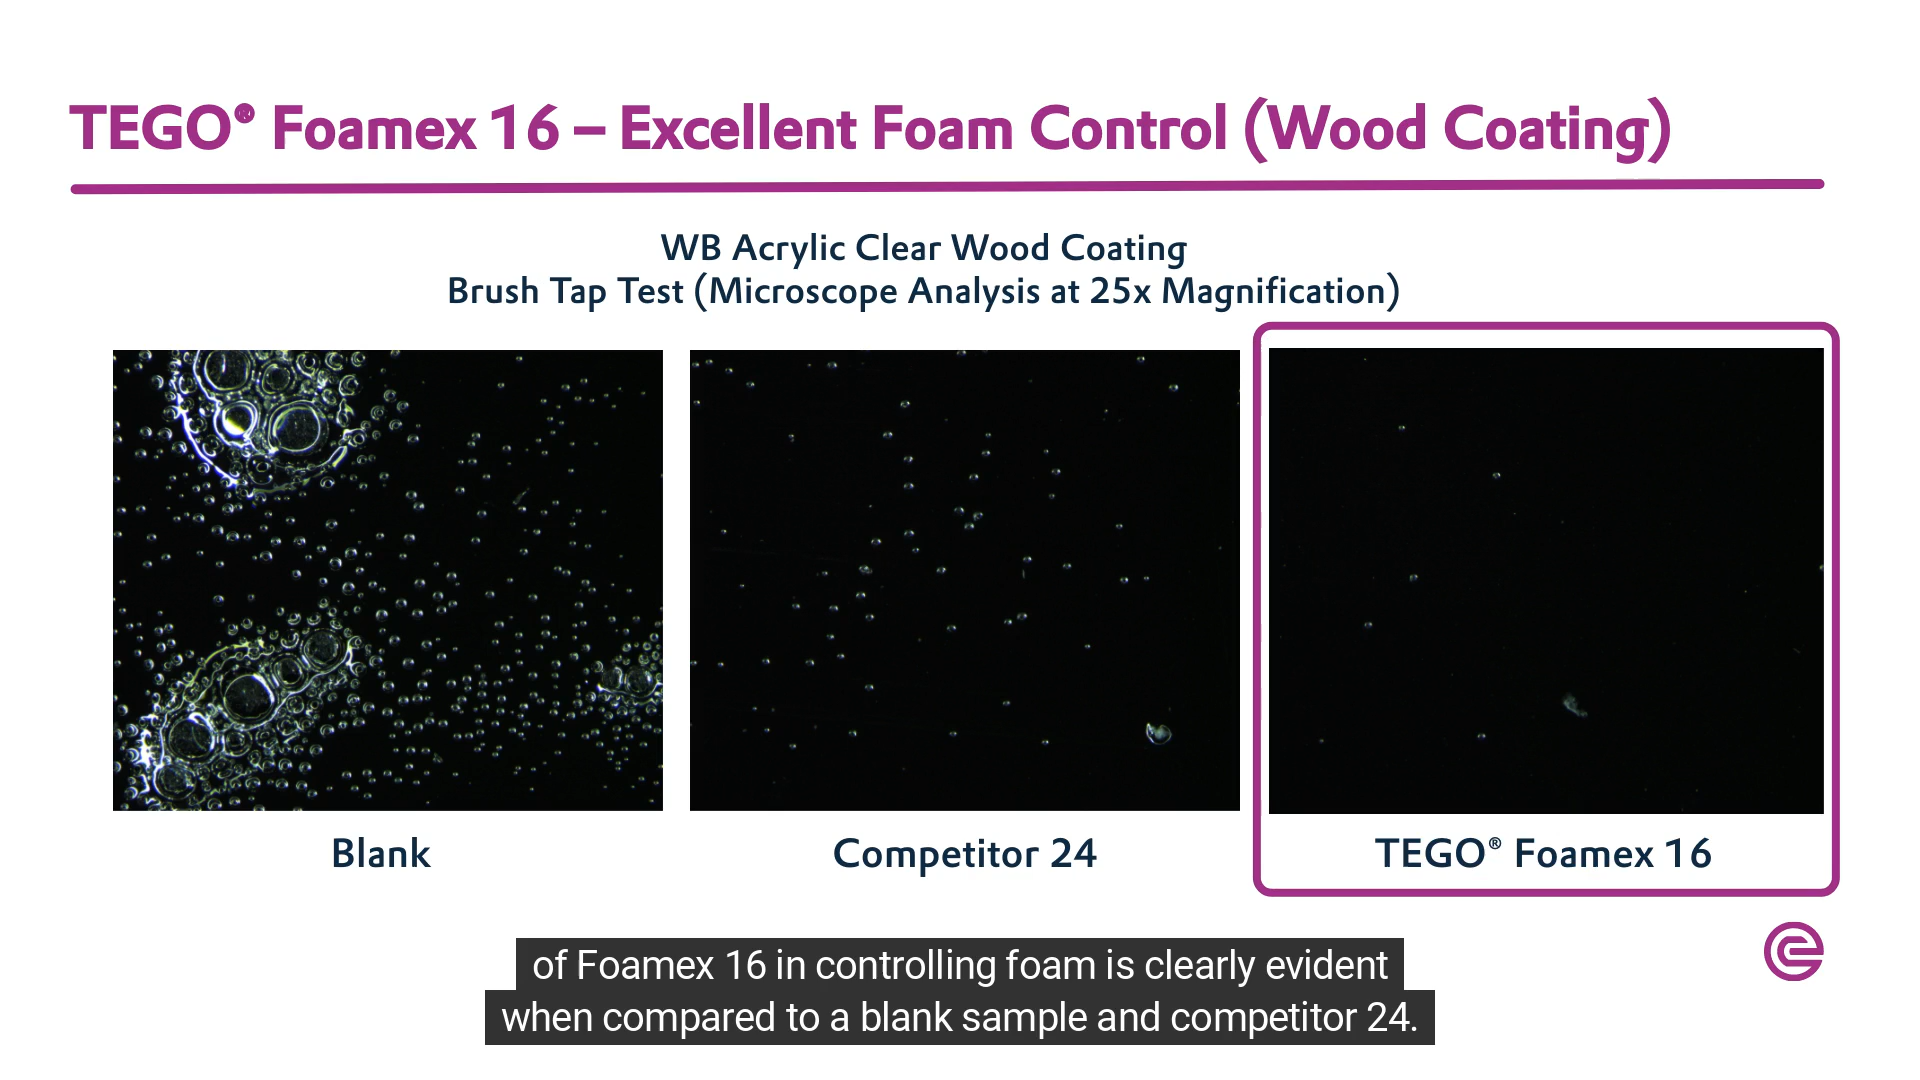 TEGO® Foamex 16 – Excellent Foam Control (Wood Coating)
WB Acrylic Clear Wood Coating
Brush Tap Test (Microscope Analysis at 25x Magnification)
Blank
Competitor 24
TEGO® Foamex 16
of Foamex 16 in controlling foam is clearly evident
when compared to a blank sample and competitor 24.